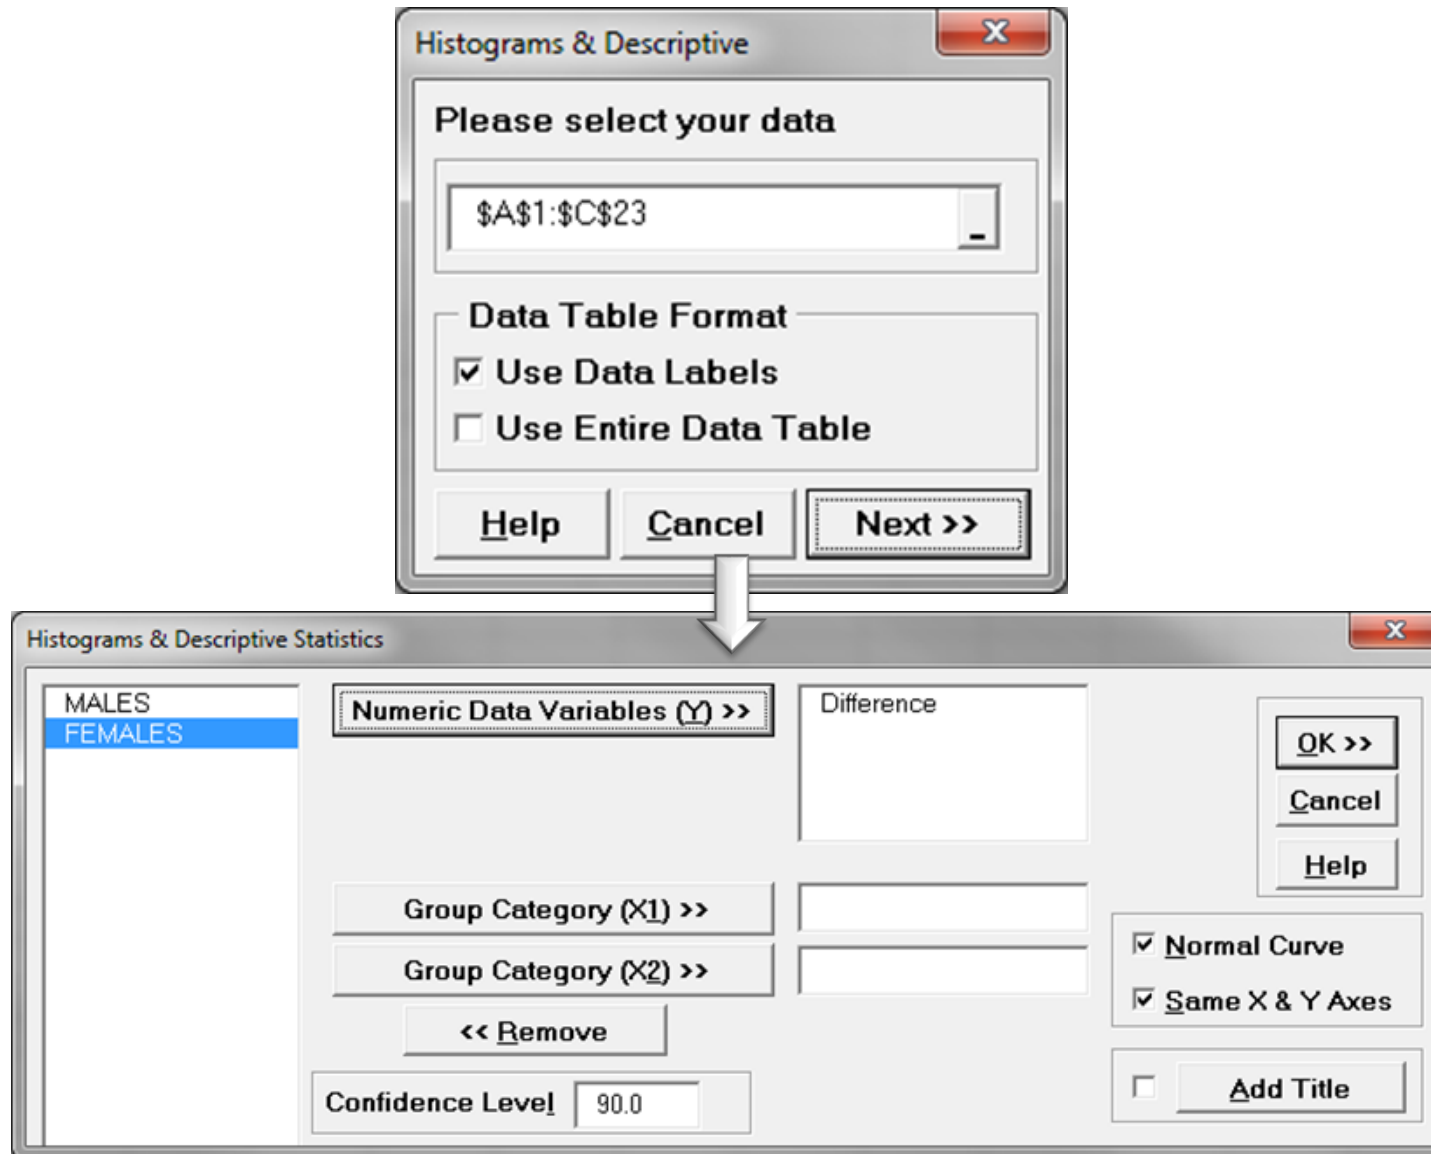 Histograms & Descriptive
Please select your data
$A$1:$C$23
Data Table Format
Use Data Labels
Use Entire Data Table
Help Cancel Next >>
Histograms & Descriptive Statistics
MALES
FEMALES
Numeric Data Variables (Y) >>
Difference
OK >>
Cancel
Help
Group Category (X1) >>
Group Category (X2) >>
<< Remove
Normal Curve
Same X & Y Axes
Confidence Level 90.0
Add Title